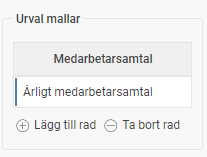 Urval mallar
Medarbetarsamtal
Årligt medarbetarsamtal
Lägg till rad Ta bort rad